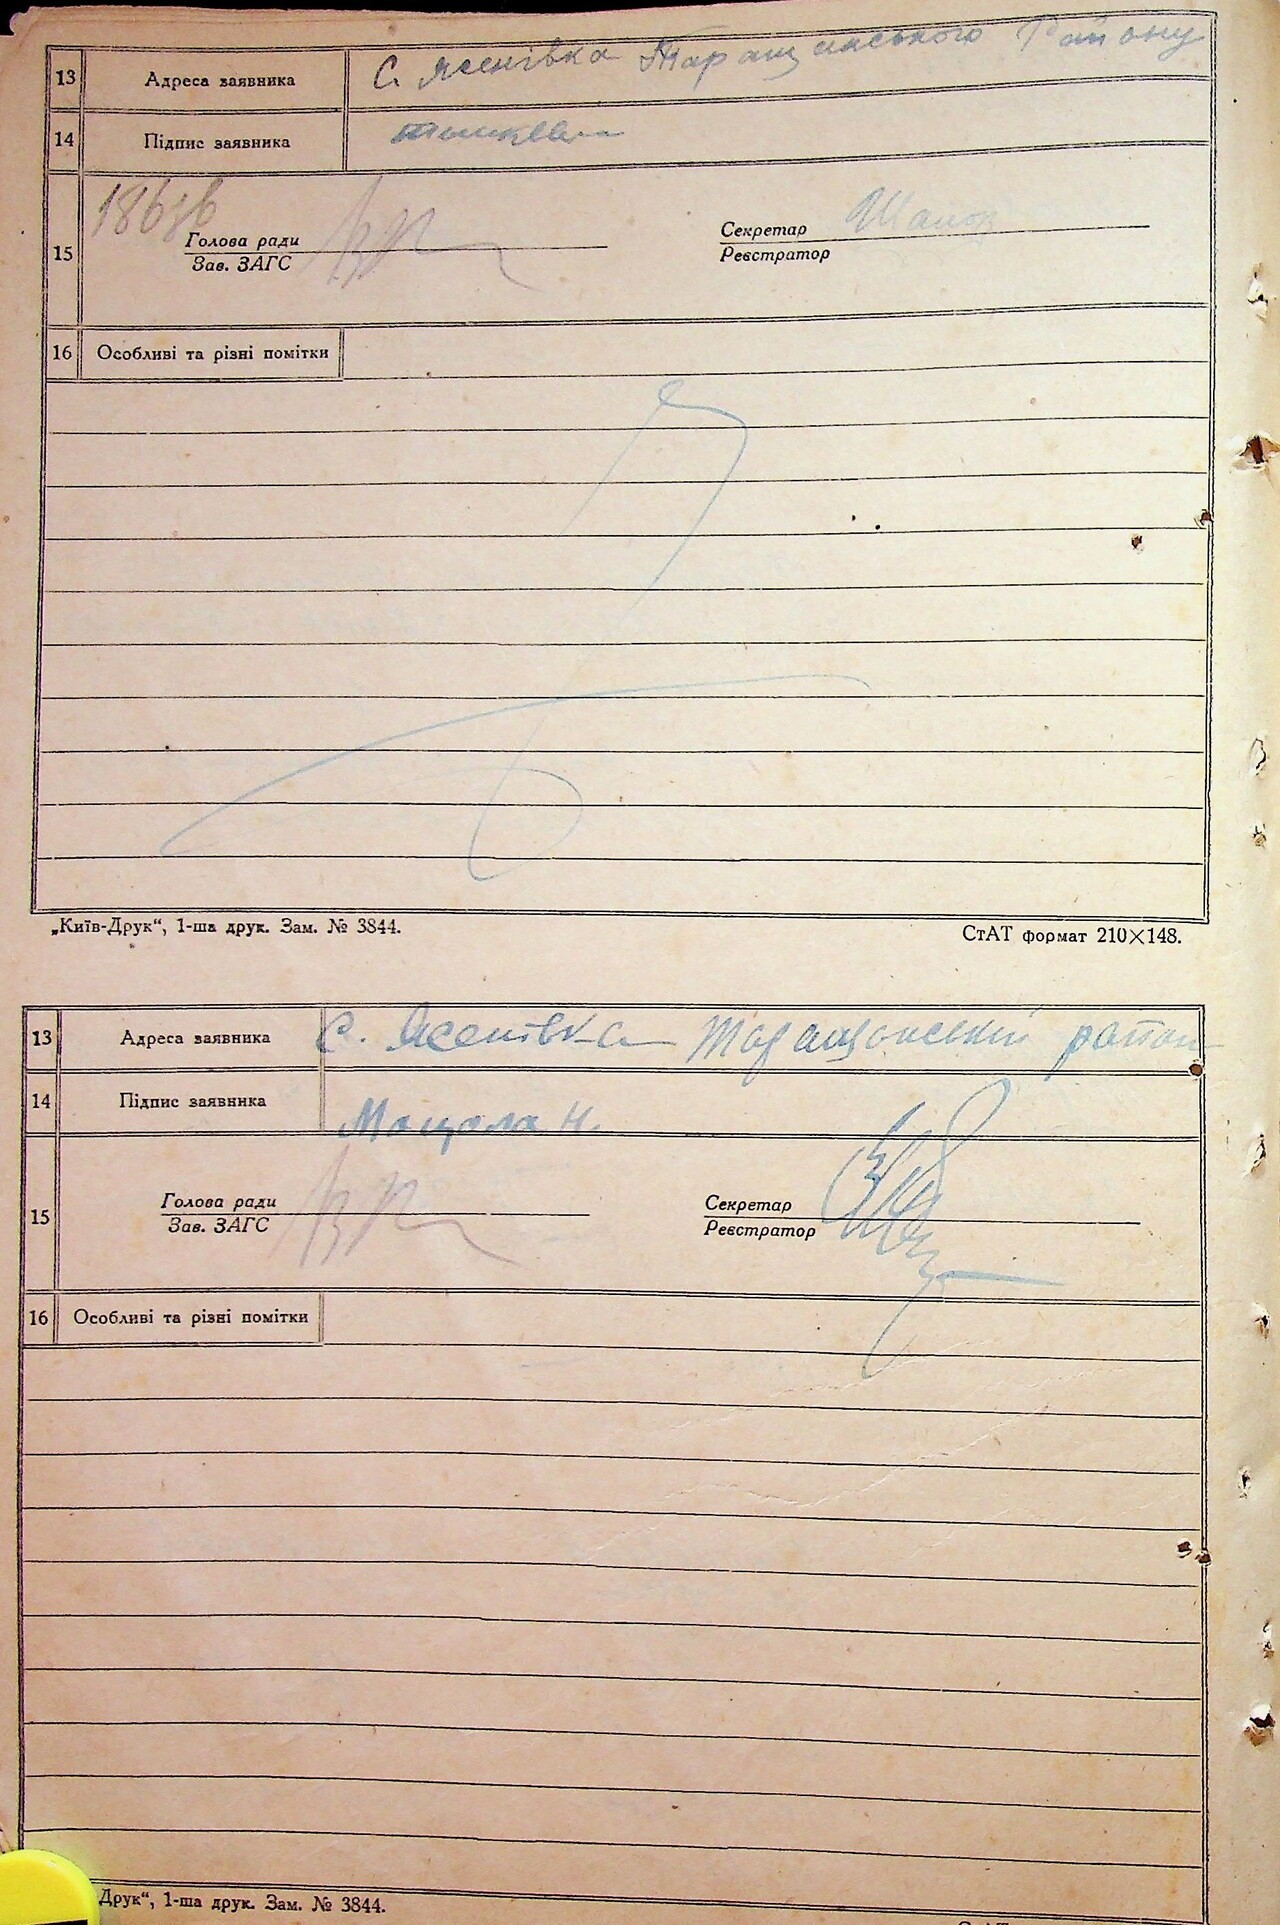 13 Адреса заявника С. Ясенівка Таращанського Району
14 Підпис заявника
15 Голова ради Секретар
Зав. ЗАГС Реєстратор
16 Особливі та різні помітки
„Київ-Друк“, 1-ша друк. Зам. № 3844. СтАТ формат 210×148.
13 Адреса заявника С. Ясенівка Таращанський район
14 Підпис заявника Моцола Н.
15 Голова ради Секретар
Зав. ЗАГС Реєстратор
16 Особливі та різні помітки
Друк“, 1-ша друк. Зам. № 3844.